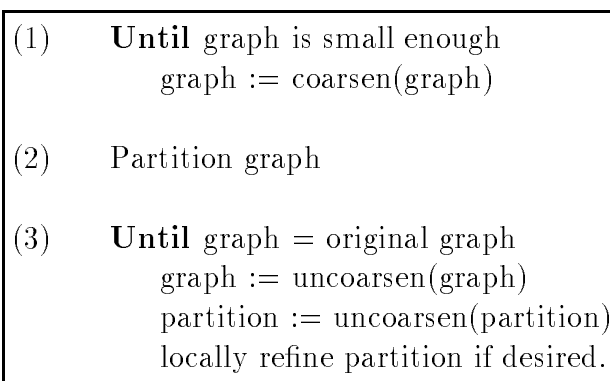 (1) Until graph is small enough
graph := coarsen(graph)
(2) Partition graph
(3) Until graph = original graph
graph := uncoarsen(graph)
partition := uncoarsen(partition)
locally refine partition if desired.